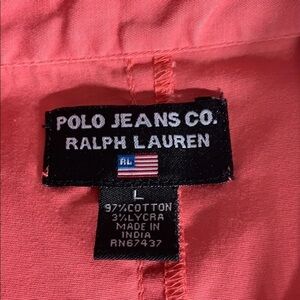 POLO JEANS CO.
RALPH LAUREN
RL
L
97% COTTON
3% LYCRA
MADE IN
INDIA
RN67437